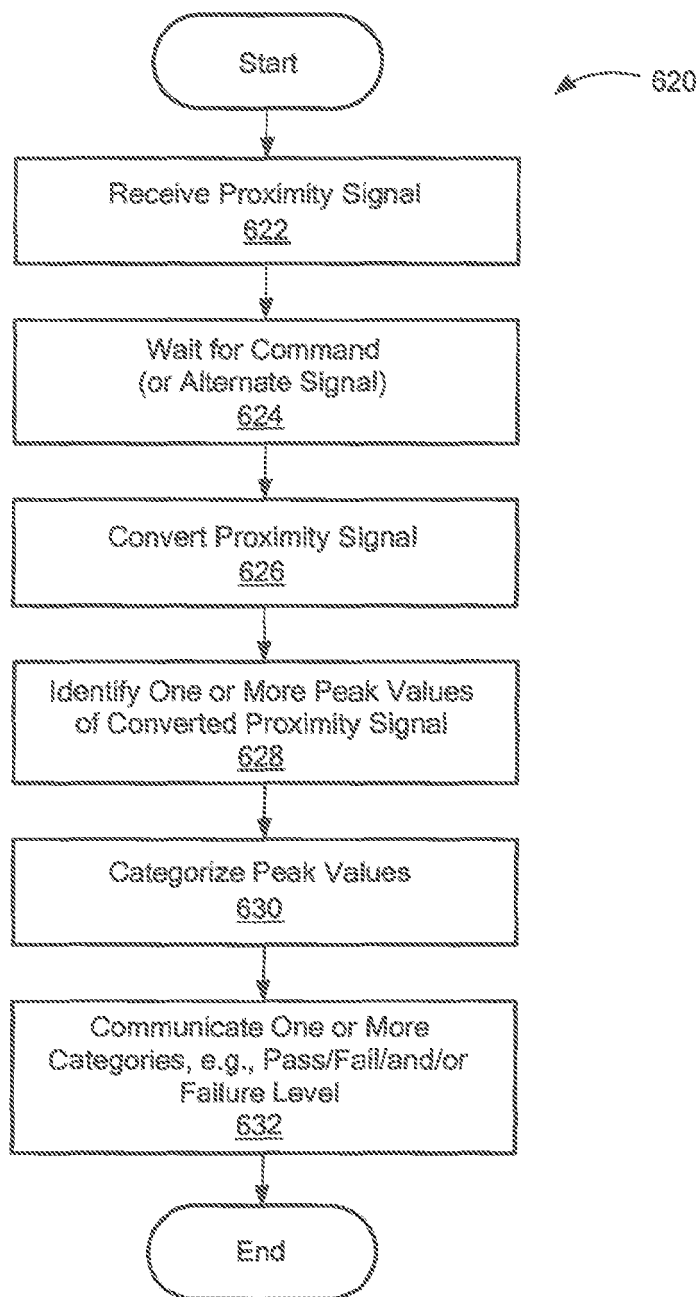 Start
620
Receive Proximity Signal
622
Wait for Command
(or Alternate Signal)
624
Convert Proximity Signal
626
Identify One or More Peak Values
of Converted Proximity Signal
628
Categorize Peak Values
630
Communicate One or More
Categories, e.g., Pass/Fail/and/or
Failure Level
632
End